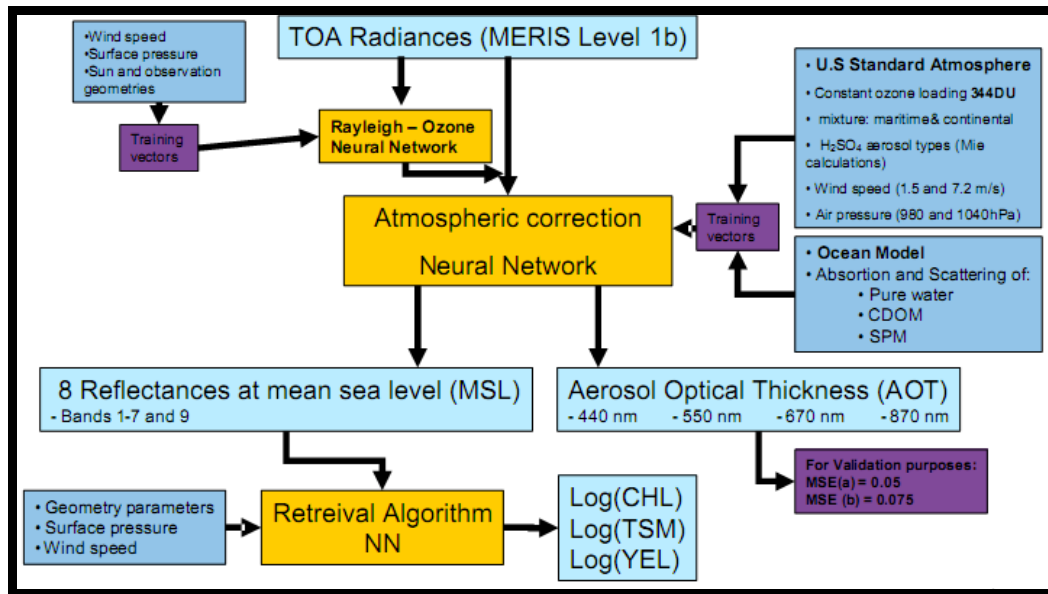 •Wind speed
•Surface pressure
•Sun and observation
geometries
TOA Radiances (MERIS Level 1b)
Training
vectors
Rayleigh – Ozone
Neural Network
• U.S Standard Atmosphere
• Constant ozone loading 344DU
• mixture: maritime& continental
• H₂SO₄ aerosol types (Mie
calculations)
• Wind speed (1.5 and 7.2 m/s)
• Air pressure (980 and 1040hPa)
Atmospheric correction
Neural Network
Training
vectors
• Ocean Model
• Absortion and Scattering of:
• Pure water
• CDOM
• SPM
8 Reflectances at mean sea level (MSL)
- Bands 1-7 and 9
Aerosol Optical Thickness (AOT)
- 440 nm - 550 nm - 670 nm - 870 nm
For Validation purposes:
MSE(a) = 0.05
MSE (b) = 0.075
• Geometry parameters
• Surface pressure
• Wind speed
Retreival Algorithm
NN
Log(CHL)
Log(TSM)
Log(YEL)